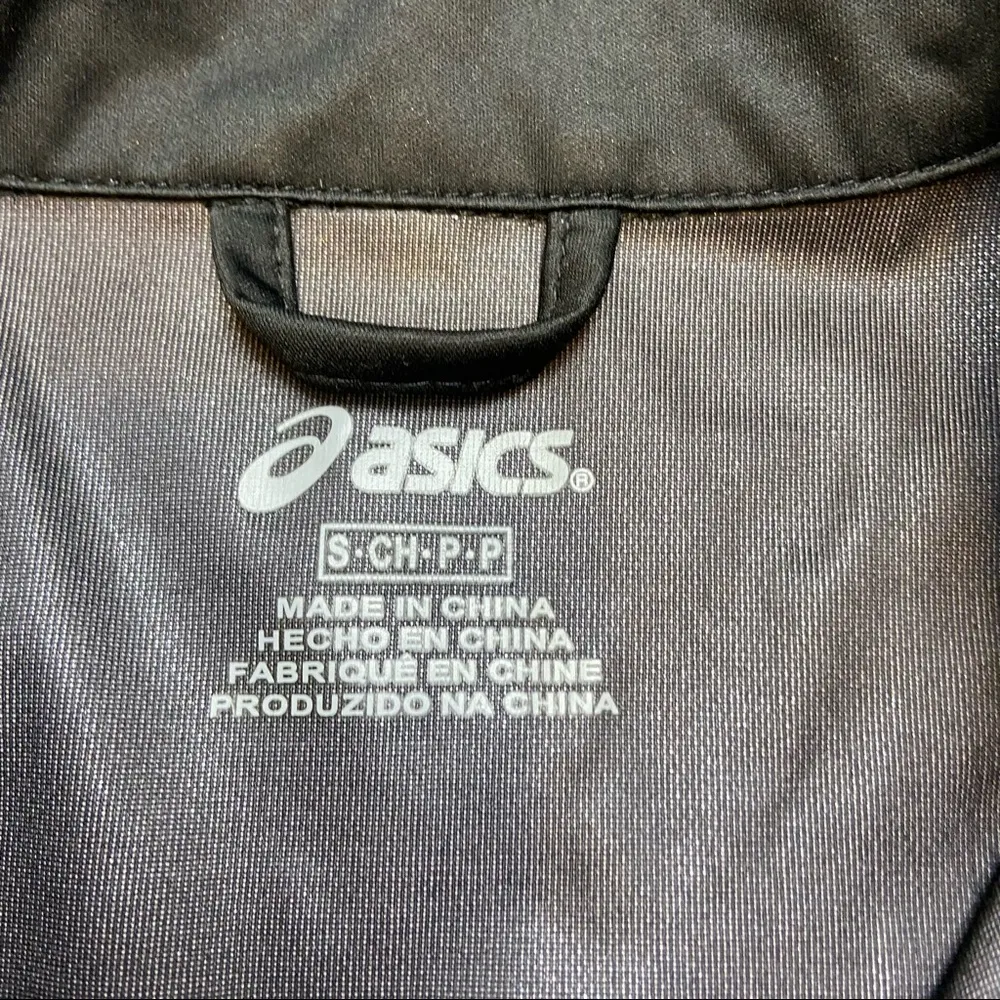 asics®
S·CH·P·P
MADE IN CHINA
HECHO EN CHINA
FABRIQUÉ EN CHINE
PRODUZIDO NA CHINA